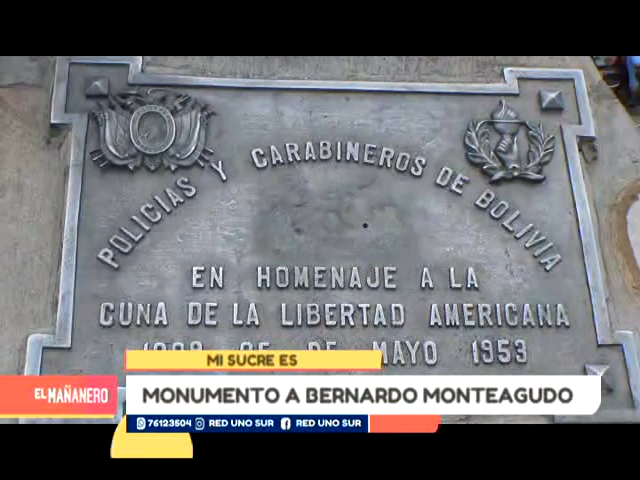 POLICIAS Y CARABINEROS DE BOLIVIA
EN HOMENAJE A LA
CUNA DE LA LIBERTAD AMERICANA
DE MAYO 1953
MI SUCRE ES
EL MAÑANERO
MONUMENTO A BERNARDO MONTEAGUDO
76123504 RED UNO SUR RED UNO SUR